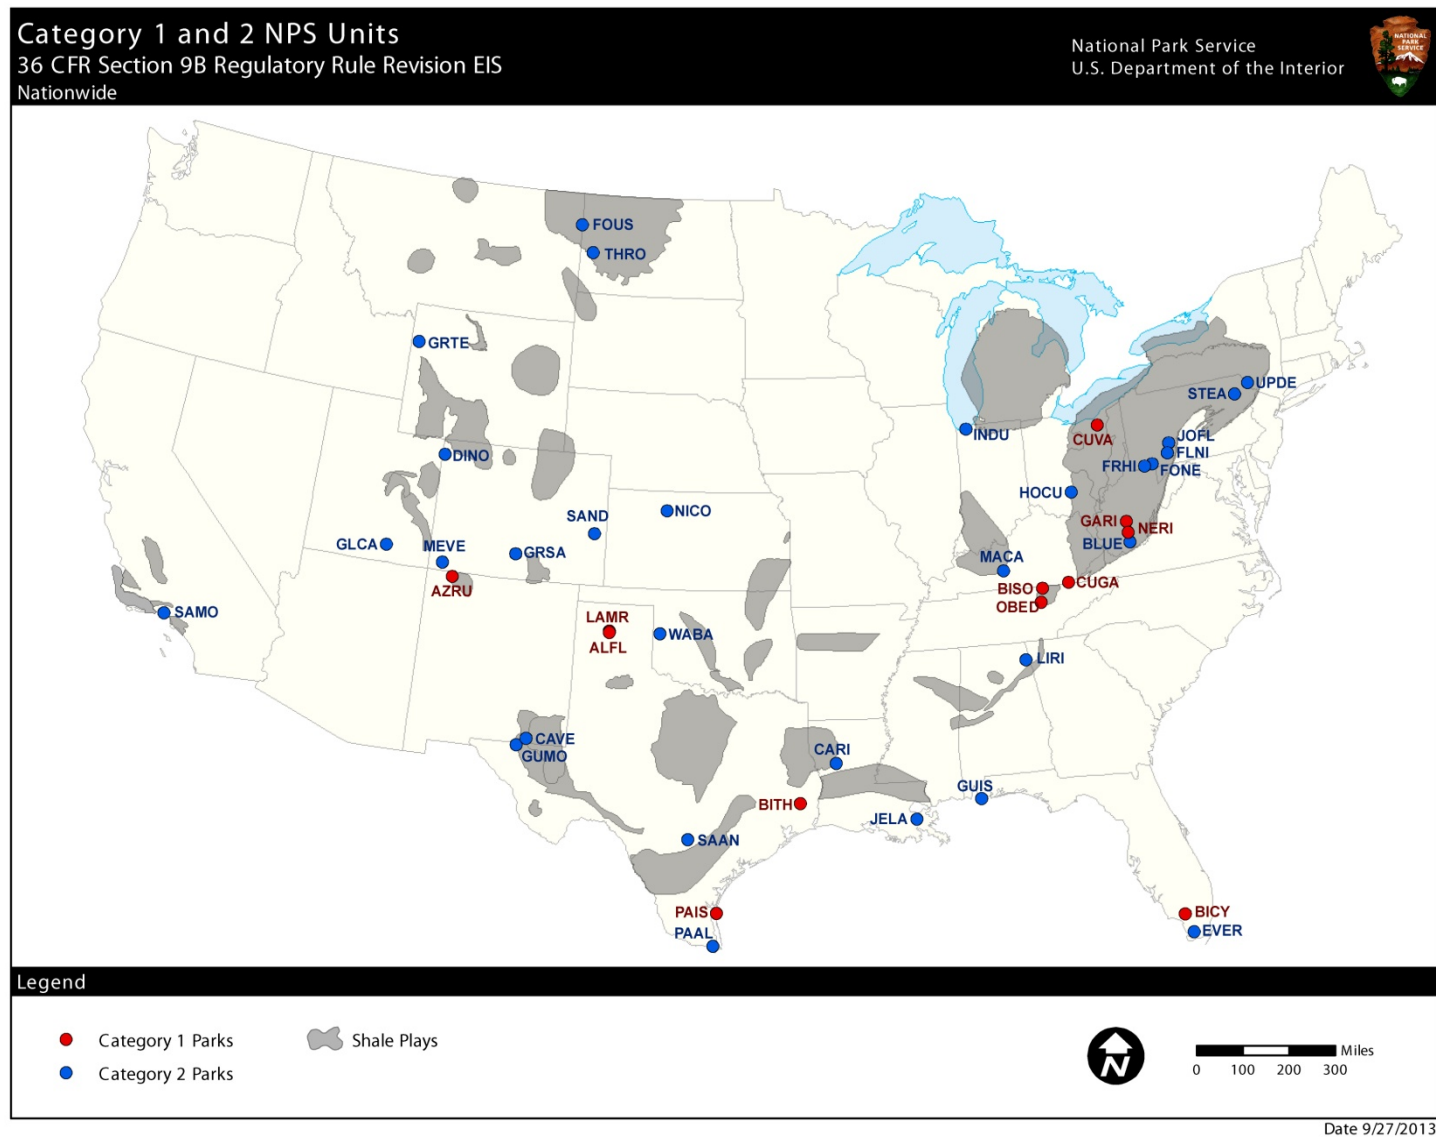 Category 1 and 2 NPS Units
36 CFR Section 9B Regulatory Rule Revision EIS
Nationwide
National Park Service
U.S. Department of the Interior
NATIONAL
PARK
SERVICE
FOUS
THRO
GRTE
UPDE
STEA
INDU
CUVA
JOFL
FLNI
FRHI
FONE
DINO
HOCU
NICO
SAND
GARI
NERI
BLUE
GLCA
MEVE
GRSA
MACA
AZRU
BISO
CUGA
OBED
SAMO
LAMR
ALFL
WABA
LIRI
CAVE
GUMO
CARI
GUIS
BITH
JELA
SAAN
PAIS
PAAL
BICY
EVER
Legend
Category 1 Parks
Category 2 Parks
Shale Plays
N
Miles
0 100 200 300
Date 9/27/2013